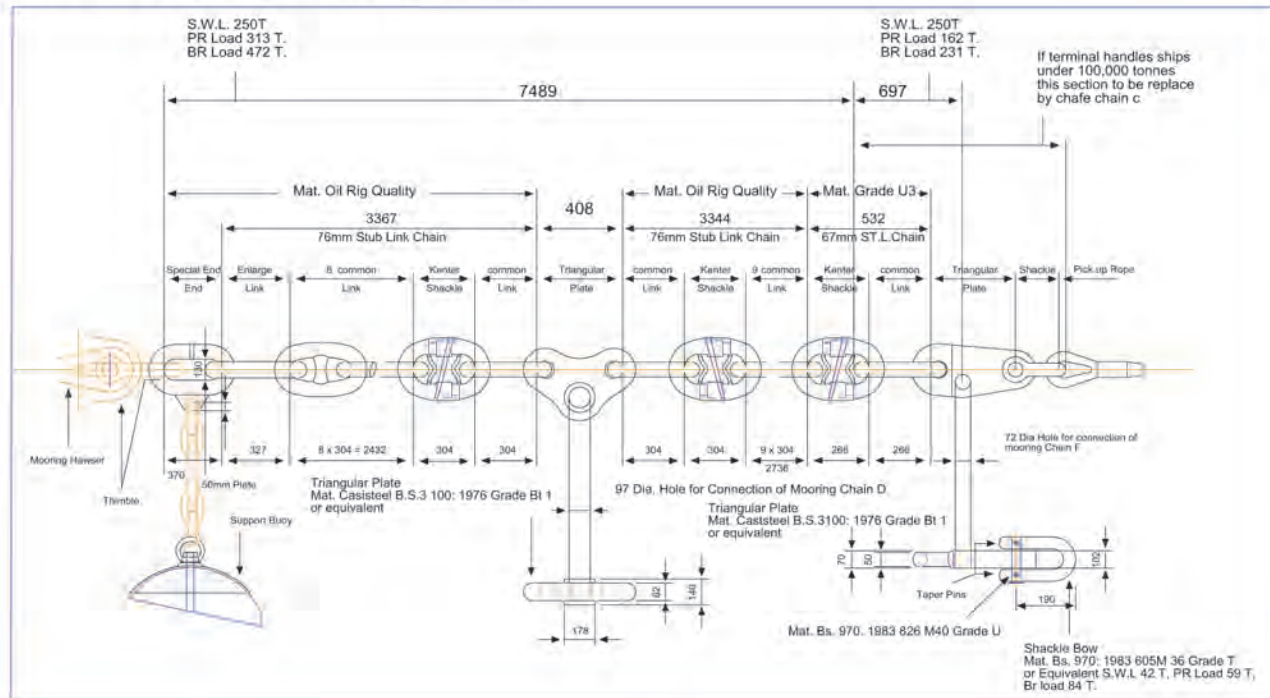 S.W.L. 250T
PR Load 313 T.
BR Load 472 T.
S.W.L. 250T
PR Load 162 T.
BR Load 231 T.
If terminal handles ships
under 100,000 tonnes
this section to be replace
by chafe chain c
7489
697
Mat. Oil Rig Quality
Mat. Oil Rig Quality
Mat. Grade U3
3367
408
3344
532
76mm Stub Link Chain
76mm Stub Link Chain
67mm ST.L.Chain
Special End
End
Enlarge
Link
8 common
Link
Kenter
Shackle
common
Link
Triangular
Plate
common
Link
Kenter
Shackle
9 common
Link
Kenter
Shackle
common
Link
Triangular
Plate
Shackle
Pick.up Rope
130
Mooring Hawser
Thimble
370
327
8 x 304 = 2432
304
304
304
304
9 x 304
2736
266
266
72 Dia Hole for connection of
mooring Chain F
50mm Plate
Support Buoy
Triangular Plate
Mat. Casisteel B.S.3 100: 1976 Grade Bt 1
or equivalent
97 Dia. Hole for Connection of Mooring Chain D
Triangular Plate
Mat. Caststeel B.S.3100: 1976 Grade Bt 1
or equivalent
62
140
178
70
50
102
Taper Pins
190
Mat. Bs. 970. 1983 826 M40 Grade U
Shackle Bow
Mat. Bs. 970: 1983 605M 36 Grade T
or Equivalent S.W.L 42 T, PR Load 59 T,
Br load 84 T.